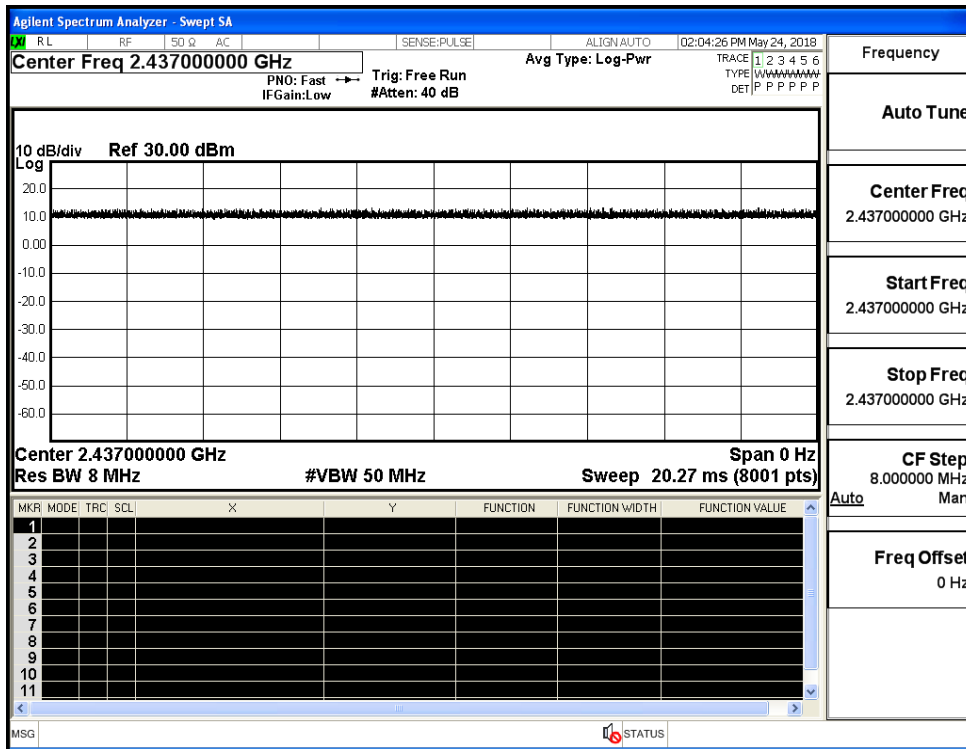 Agilent Spectrum Analyzer - Swept SA
LXI RL RF 50 Ω AC SENSE:PULSE ALIGNAUTO 02:04:26 PM May 24, 2018
Center Freq 2.437000000 GHz
PNO: Fast
IFGain:Low
Trig: Free Run
#Atten: 40 dB
Avg Type: Log-Pwr
TRACE 1 2 3 4 5 6
TYPE WWWWWW
DET P P P P P P
10 dB/div Ref 30.00 dBm
Log
20.0
10.0
0.00
-10.0
-20.0
-30.0
-40.0
-50.0
-60.0
Center 2.437000000 GHz Span 0 Hz
Res BW 8 MHz #VBW 50 MHz Sweep 20.27 ms (8001 pts)
MKR MODE TRC SCL X Y FUNCTION FUNCTION WIDTH FUNCTION VALUE
1
2
3
4
5
6
7
8
9
10
11
MSG STATUS
Frequency
Auto Tune
Center Freq
2.437000000 GHz
Start Freq
2.437000000 GHz
Stop Freq
2.437000000 GHz
CF Step
8.000000 MHz
Auto Man
Freq Offset
0 Hz